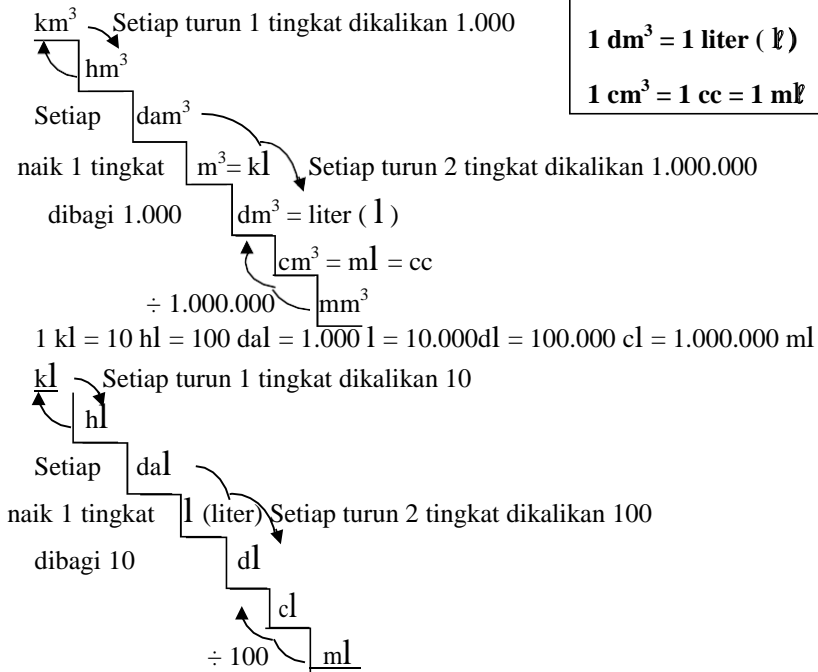 km³ Setiap turun 1 tingkat dikalikan 1.000
1 dm³ = 1 liter ( ℓ )
hm³
1 cm³ = 1 cc = 1 mℓ
Setiap dam³
naik 1 tingkat m³= kl Setiap turun 2 tingkat dikalikan 1.000.000
dibagi 1.000 dm³ = liter ( l )
cm³ = ml = cc
÷ 1.000.000 mm³
1 kl = 10 hl = 100 dal = 1.000 l = 10.000dl = 100.000 cl = 1.000.000 ml
kl Setiap turun 1 tingkat dikalikan 10
hl
Setiap dal
naik 1 tingkat l (liter) Setiap turun 2 tingkat dikalikan 100
dibagi 10 dl
cl
÷ 100 ml